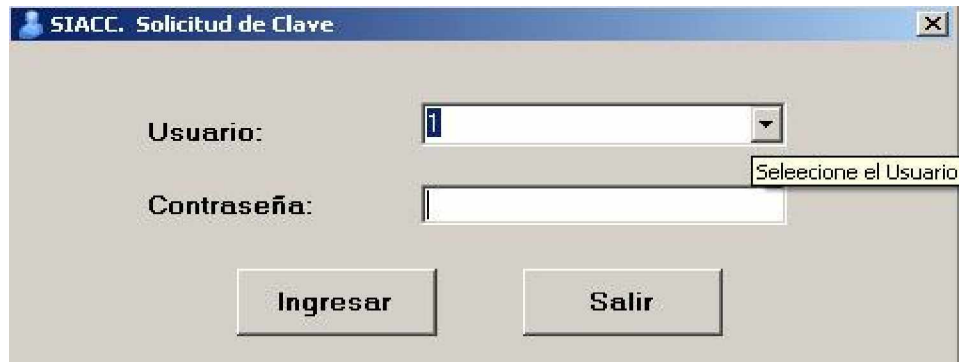 SIACC. Solicitud de Clave
Usuario:
1
Seleecione el Usuario
Contraseña:
Ingresar
Salir